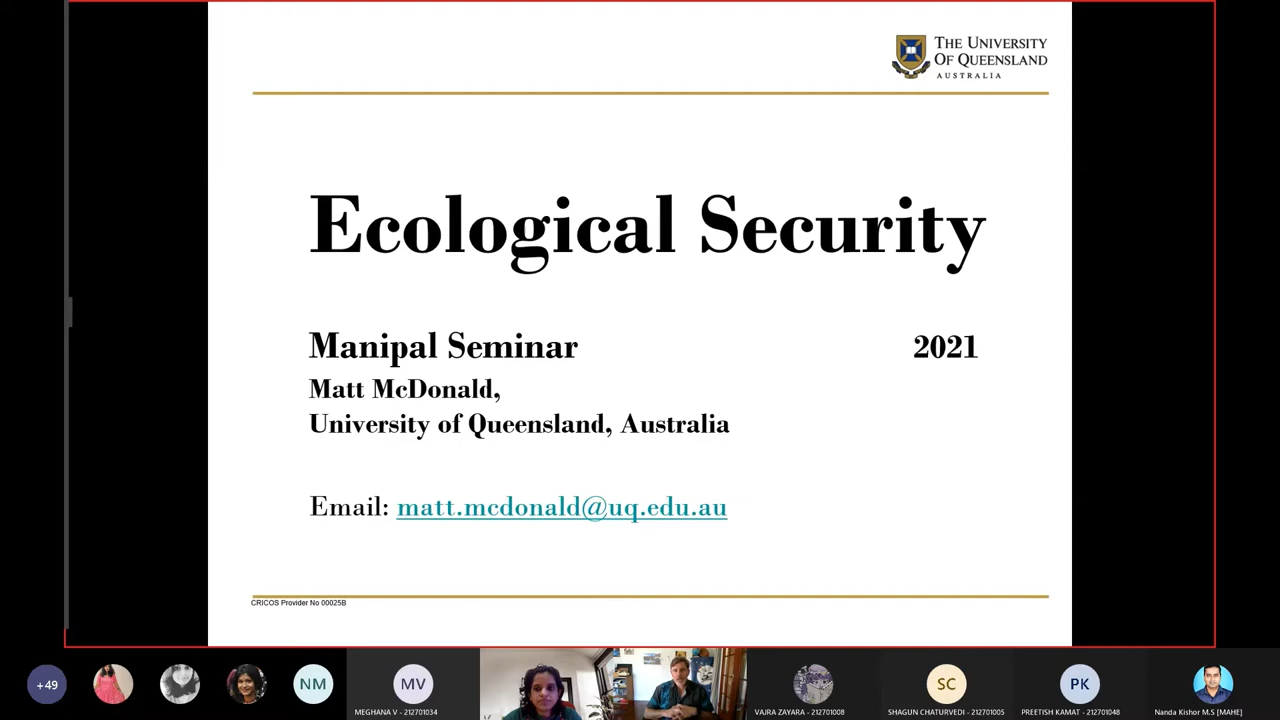 THE UNIVERSITY
OF QUEENSLAND
AUSTRALIA
Ecological Security
Manipal Seminar 2021
Matt McDonald,
University of Queensland, Australia
Email: matt.mcdonald@uq.edu.au
CRICOS Provider No 00025B
+49
NM
MV
SC
PK
MEGHANA V - 212701034
VAJRA ZAYARA - 212701008
SHAGUN CHATURVEDI - 212701005
PREETISH KAMAT - 212701048
Nanda Kishor M.S [MAHE]